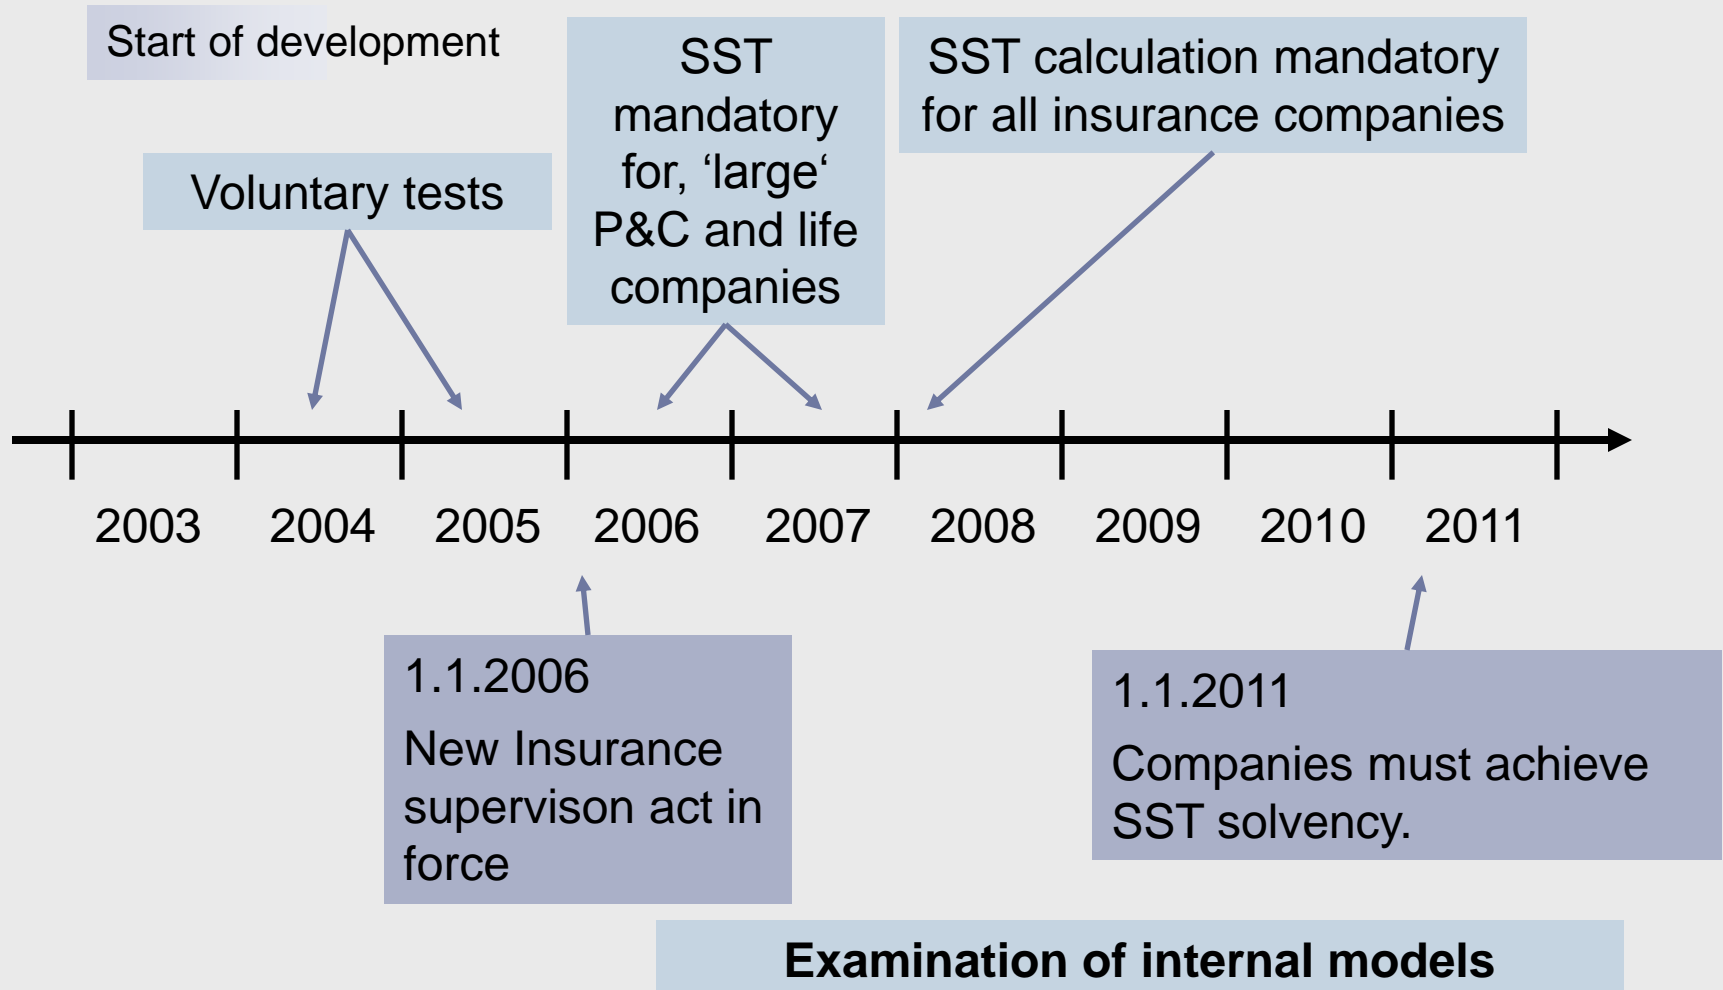 Start of development
SST
mandatory
for, ‘large‘
P&C and life
companies
SST calculation mandatory
for all insurance companies
Voluntary tests
2003 2004 2005 2006 2007 2008 2009 2010 2011
1.1.2006
New Insurance
supervison act in
force
1.1.2011
Companies must achieve
SST solvency.
Examination of internal models